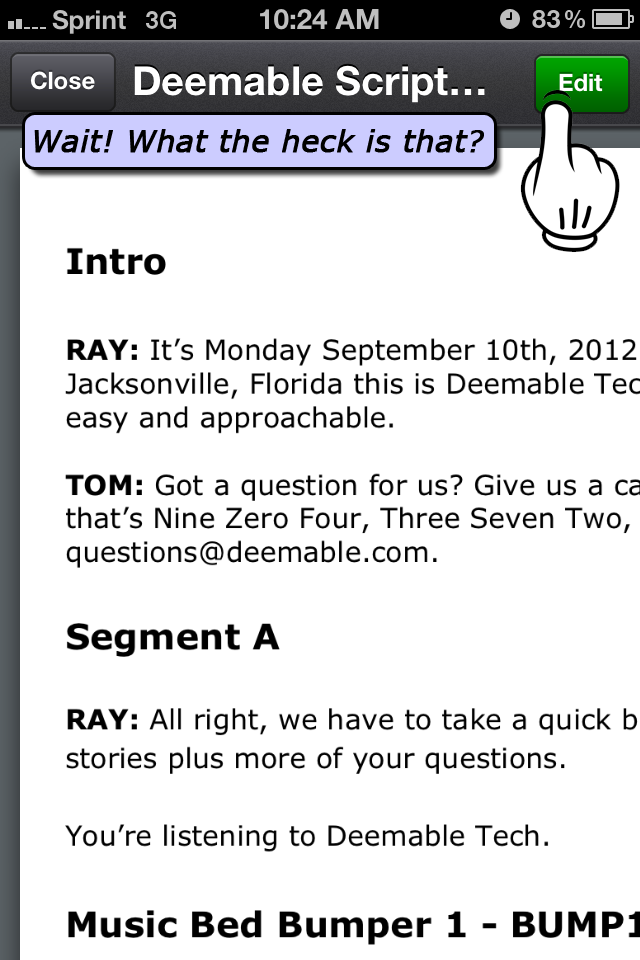 Sprint 3G 10:24 AM 83%
Close Deemable Script... Edit
Wait! What the heck is that?
Intro
RAY: It’s Monday September 10th, 2012
Jacksonville, Florida this is Deemable Tec
easy and approachable.
TOM: Got a question for us? Give us a ca
that’s Nine Zero Four, Three Seven Two,
questions@deemable.com.
Segment A
RAY: All right, we have to take a quick b
stories plus more of your questions.
You’re listening to Deemable Tech.
Music Bed Bumper 1 - BUMP1